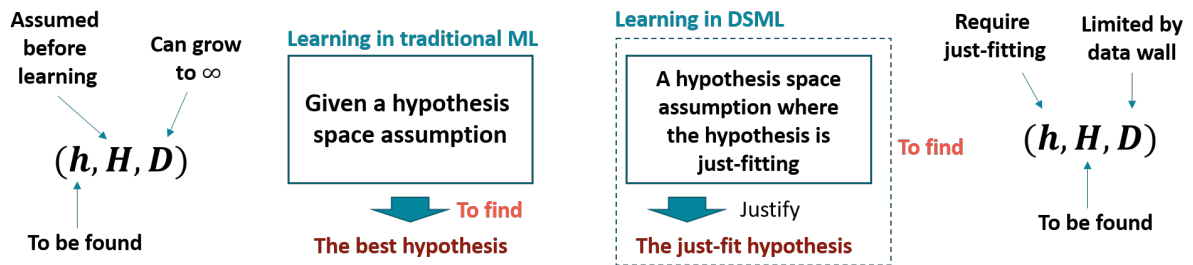 Assumed
before
learning
Can grow
to ∞
(h, H, D)
To be found
Learning in traditional ML
Given a hypothesis
space assumption
To find
The best hypothesis
Learning in DSML
A hypothesis space
assumption where
the hypothesis is
just-fitting
Justify
The just-fit hypothesis
To find
Require
just-fitting
Limited by
data wall
(h, H, D)
To be found